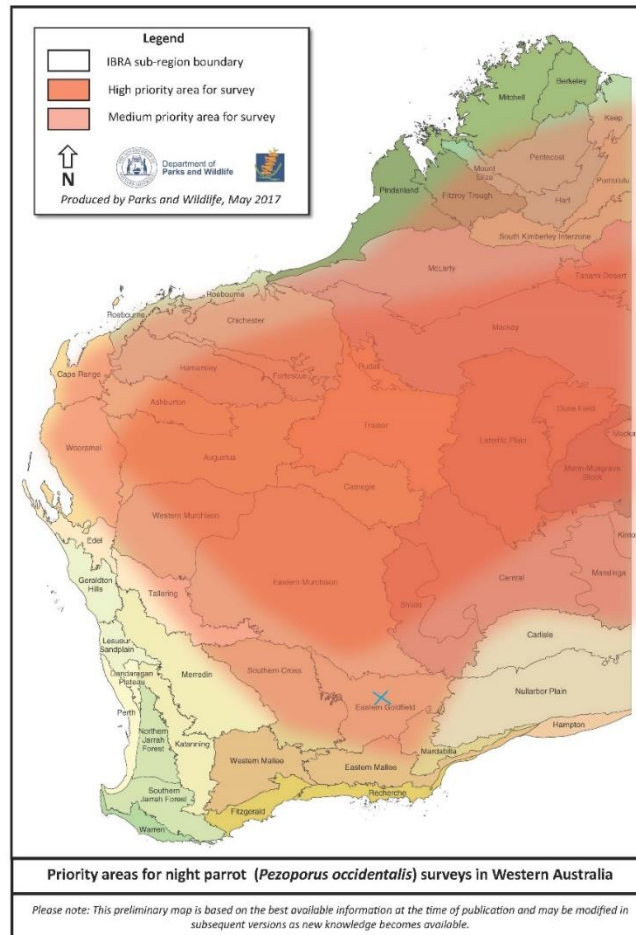 Legend
IBRA sub-region boundary
High priority area for survey
Medium priority area for survey
N
Department of
Parks and Wildlife
Produced by Parks and Wildlife, May 2017
Berkeley
Mitchell
Keep
Pentecost
Mount
Eliza
Purnululu
Pindanland
Fitzroy Trough
Hart
South Kimberley Interzone
McLarty
Tanami Desert
Roebourne
Roebourne
Chichester
Mackay
Cape Range
Hamersley
Fortescue
Rudall
Ashburton
Dune Field
Wooramel
Trainor
Lateritic Plain
Augustus
Mann-Musgrave
Block
Carnegie
Western Murchison
Edel
Eastern Murchison
Central
Maralinga
Geraldton
Hills
Tallering
Shield
Carlisle
Lesueur
Sandplain
Southern Cross
Dandaragan
Plateau
Merredin
Nullarbor Plain
Eastern Goldfield
Perth
Hampton
Northern
Jarrah
Forest
Katanning
Mardabilla
Western Mallee
Eastern Mallee
Southern
Jarrah Forest
Recherche
Fitzgerald
Warren
Priority areas for night parrot (Pezoporus occidentalis) surveys in Western Australia
Please note: This preliminary map is based on the best available information at the time of publication and may be modified in
subsequent versions as new knowledge becomes available.